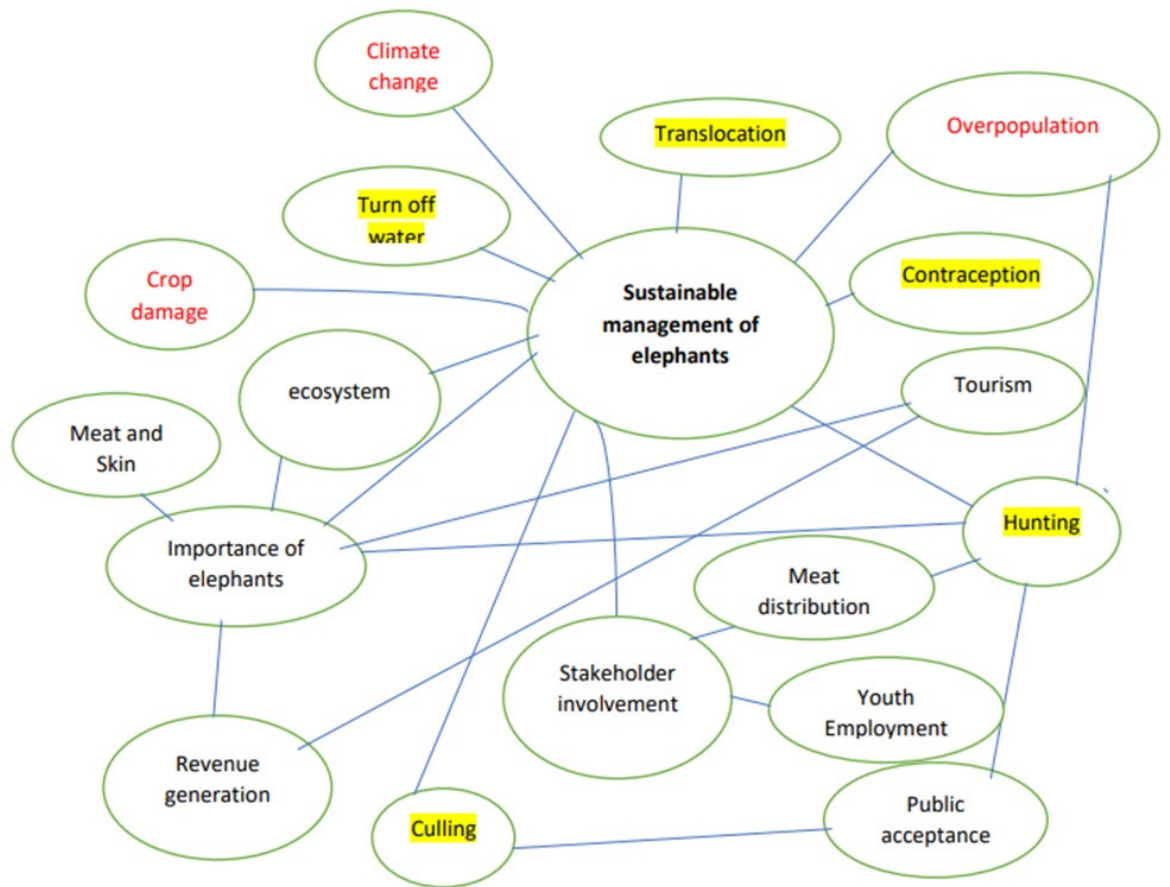 Climate
change
Translocation
Overpopulation
Turn off
water
Crop
damage
Contraception
Sustainable
management of
elephants
ecosystem
Tourism
Meat and
Skin
Hunting
Importance of
elephants
Meat
distribution
Stakeholder
involvement
Youth
Employment
Revenue
generation
Culling
Public
acceptance